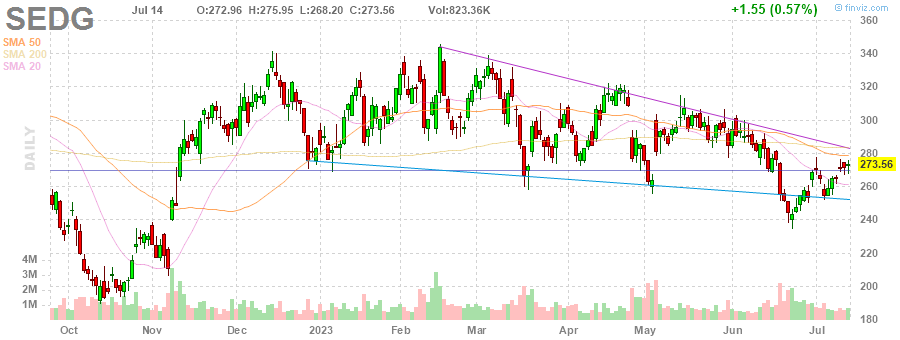 SEDG Jul 14 O:272.96 H:275.95 L:268.20 C:273.56 Vol:823.36K +1.55 (0.57%) finviz.com
360
SMA 50
340
SMA 200
SMA 20
320
300
DAILY
280
273.56
260
240
220
4M
3M
200
2M
1M
180
Oct Nov Dec 2023 Feb Mar Apr May Jun Jul